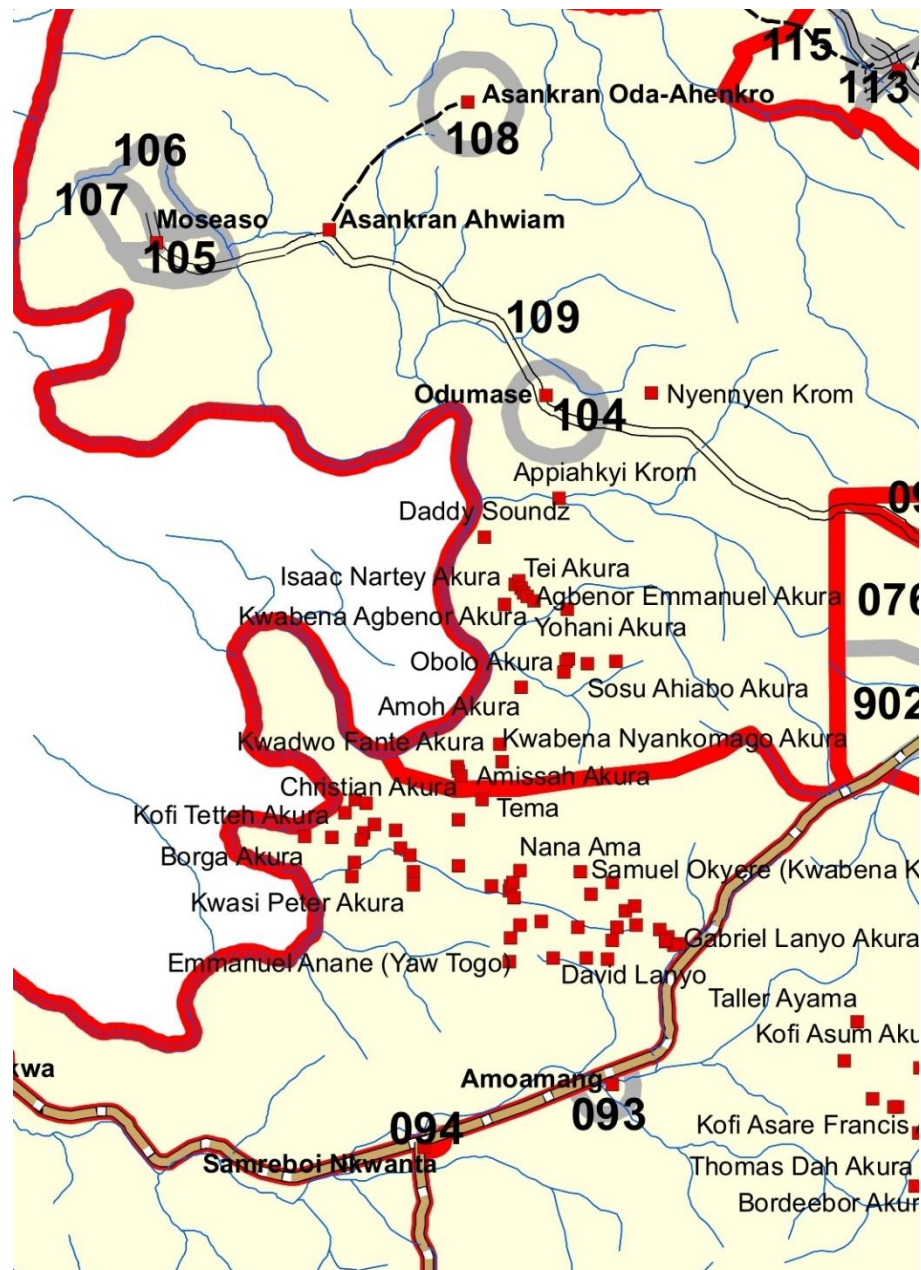 115
A
113
Asankran Oda-Ahenkro
108
106
107
Moseaso
105
Asankran Ahwiam
109
Odumase
104
Nyennyen Krom
Appiahkyi Krom
09
Daddy Soundz
Isaac Nartey Akura
Tei Akura
Agbenor Emmanuel Akura
076
Kwabena Agbenor Akura
Yohani Akura
Obolo Akura
Sosu Ahiabo Akura
902
Amoh Akura
Kwadwo Fante Akura
Kwabena Nyankomago Akura
Christian Akura
Amissah Akura
Kofi Tetteh Akura
Tema
Borga Akura
Nana Ama
Samuel Okyere (Kwabena K
Kwasi Peter Akura
Gabriel Lanyo Akura
Emmanuel Anane (Yaw Togo)
David Lanyo
Taller Ayama
Kofi Asum Aku
kwa
Amoamang
093
094
Kofi Asare Francis A
Samreboi Nkwanta
Thomas Dah Akura
Bordeebor Akur